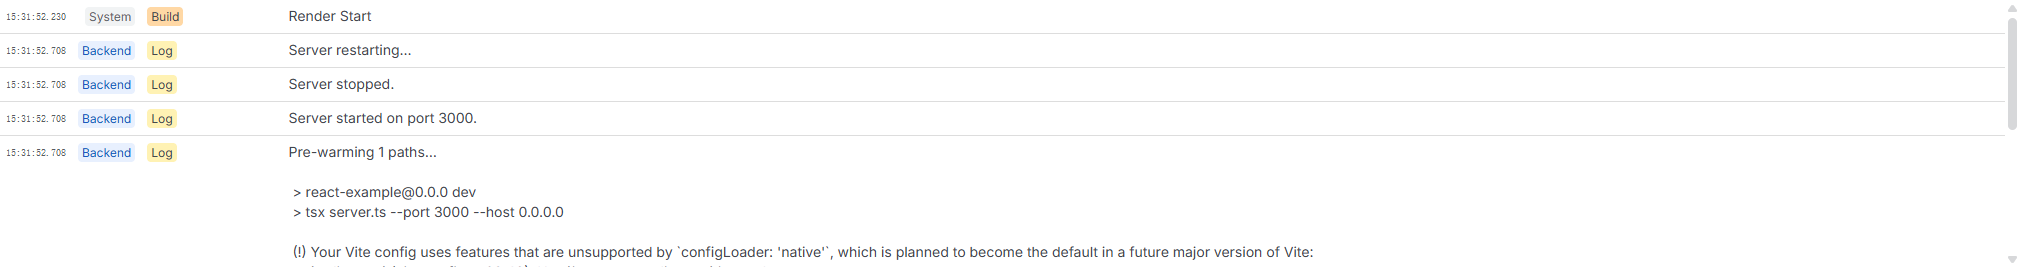 15:31:52.230 System Build Render Start
15:31:52.708 Backend Log Server restarting...
15:31:52.708 Backend Log Server stopped.
15:31:52.708 Backend Log Server started on port 3000.
15:31:52.708 Backend Log Pre-warming 1 paths...
> react-example@0.0.0 dev
> tsx server.ts --port 3000 --host 0.0.0.0
(!) Your Vite config uses features that are unsupported by `configLoader: 'native'`, which is planned to become the default in a future major version of Vite: